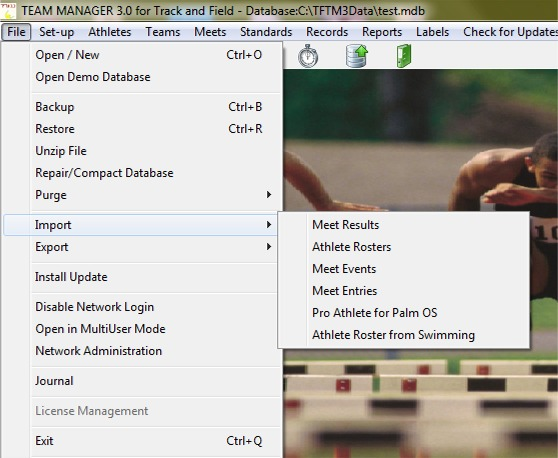 TEAM MANAGER 3.0 for Track and Field - Database:C:\TFTM3Data\test.mdb
File Set-up Athletes Teams Meets Standards Records Reports Labels Check for Updates
Open / New Ctrl+O
Open Demo Database
Backup Ctrl+B
Restore Ctrl+R
Unzip File
Repair/Compact Database
Purge
Import
Export
Install Update
Disable Network Login
Open in MultiUser Mode
Network Administration
Journal
License Management
Exit Ctrl+Q
Meet Results
Athlete Rosters
Meet Events
Meet Entries
Pro Athlete for Palm OS
Athlete Roster from Swimming